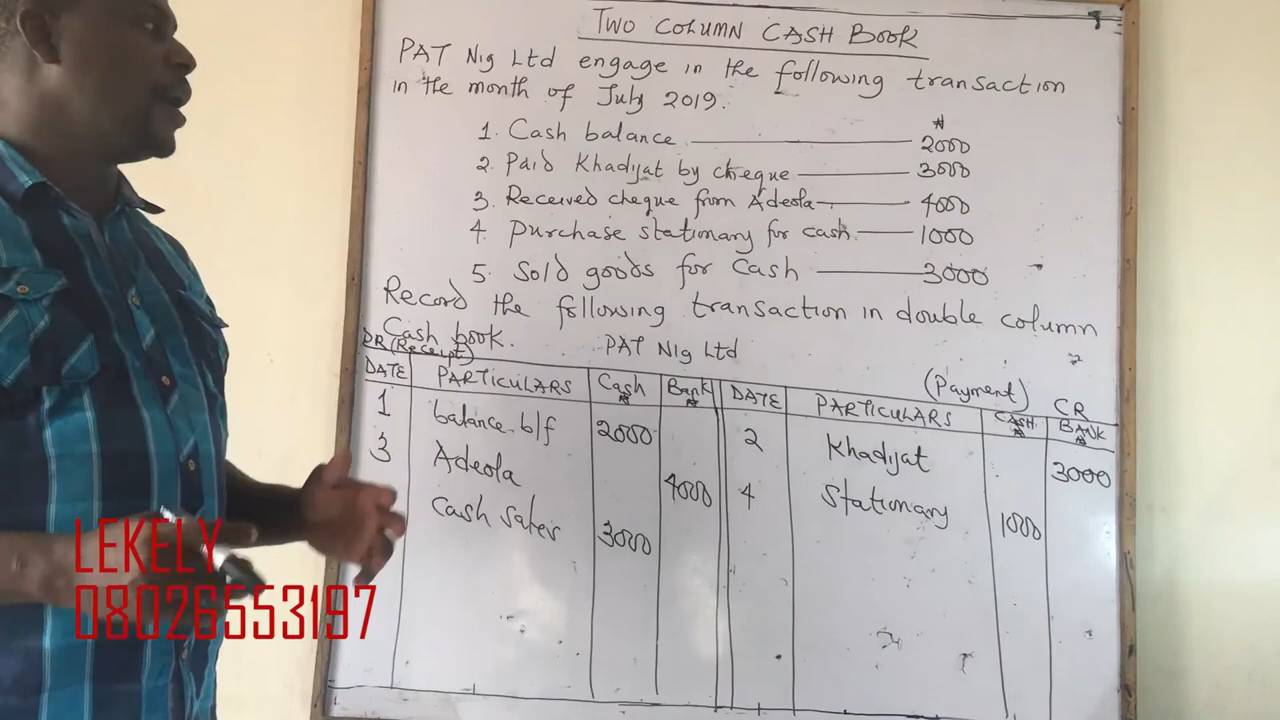 TWO COLUMN CASH BOOK
PAT Nig Ltd engage in the following transaction
in the month of July 2019.
₦
1. Cash balance 2000
2. Paid Khadijat by cheque 3000
3. Received cheque from Adeola 4000
4. Purchase stationary for cash. 1000
5. Sold goods for Cash 3000
Record the following transaction in double column
Cash book.
PAT Nig Ltd
DR (Receipt) (Payment) CR
DATE PARTICULARS Cash ₦ Bank ₦ DATE PARTICULARS CASH ₦ BANK ₦
1 balance b/f 2000 2 Khadijat 3000
3 Adeola 4000 4 Stationary 1000
Cash Sales 3000
LEKELY
08026553197